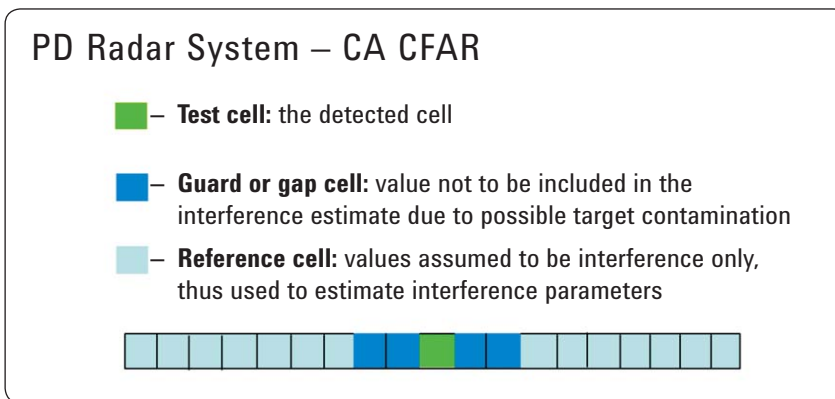 PD Radar System – CA CFAR
– Test cell: the detected cell
– Guard or gap cell: value not to be included in the
interference estimate due to possible target contamination
– Reference cell: values assumed to be interference only,
thus used to estimate interference parameters